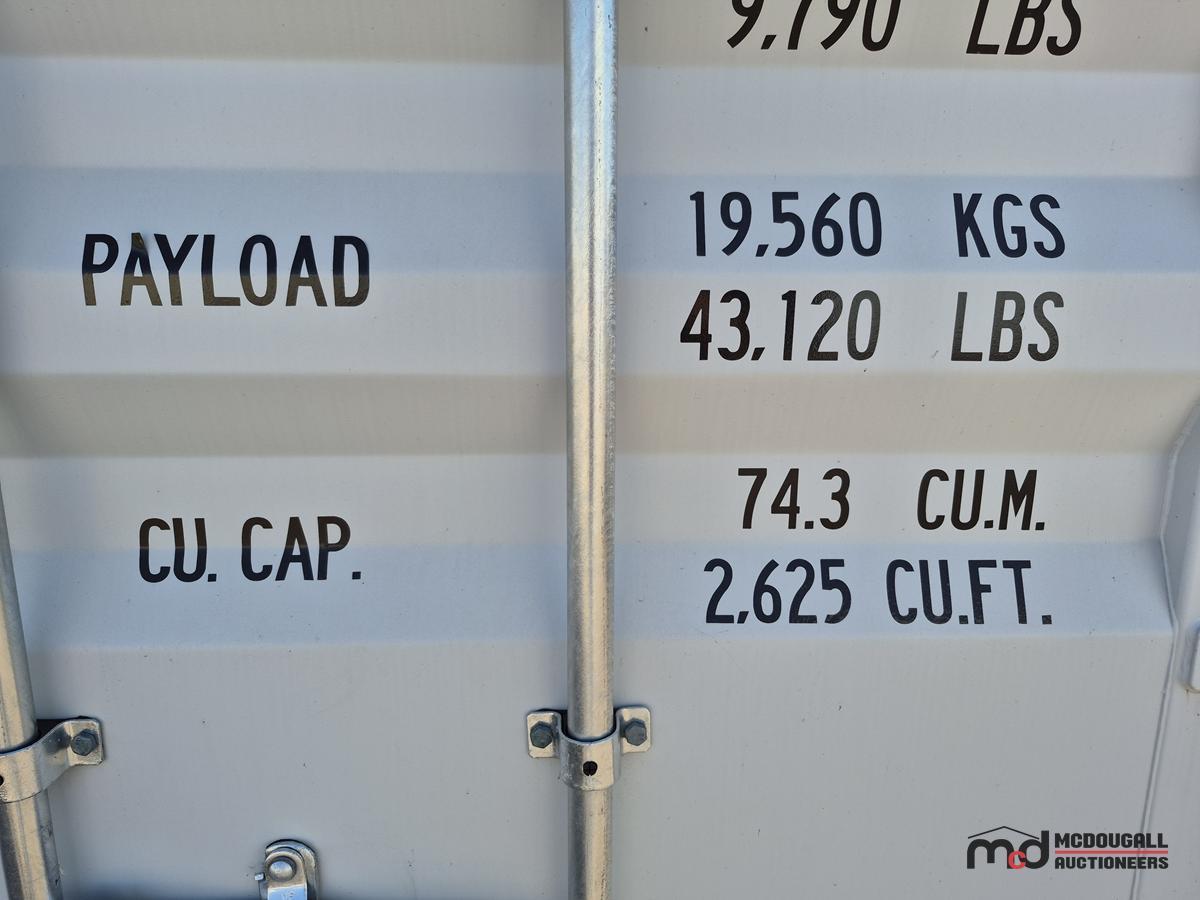 9,790 LBS
PAYLOAD 19,560 KGS
43,120 LBS
CU. CAP. 74.3 CU.M.
2,625 CU.FT.
mcd MCDOUGALL
AUCTIONEERS